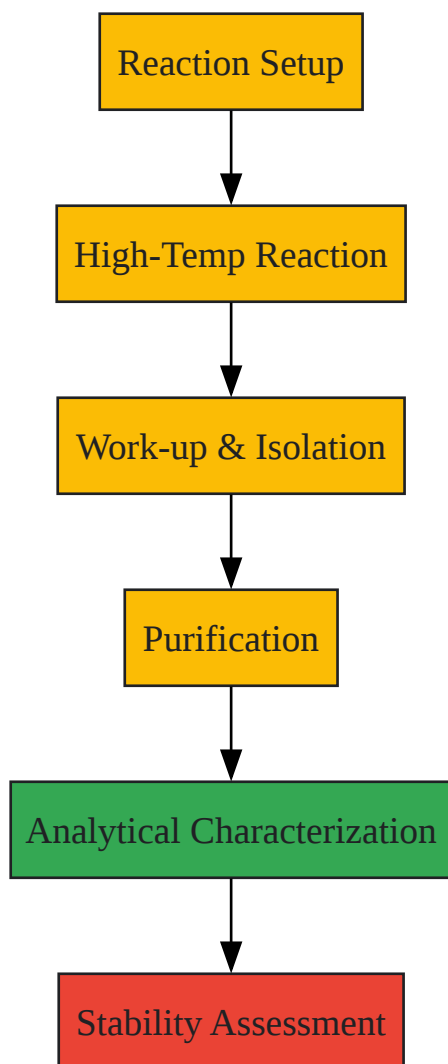 Reaction Setup
High-Temp Reaction
Work-up & Isolation
Purification
Analytical Characterization
Stability Assessment